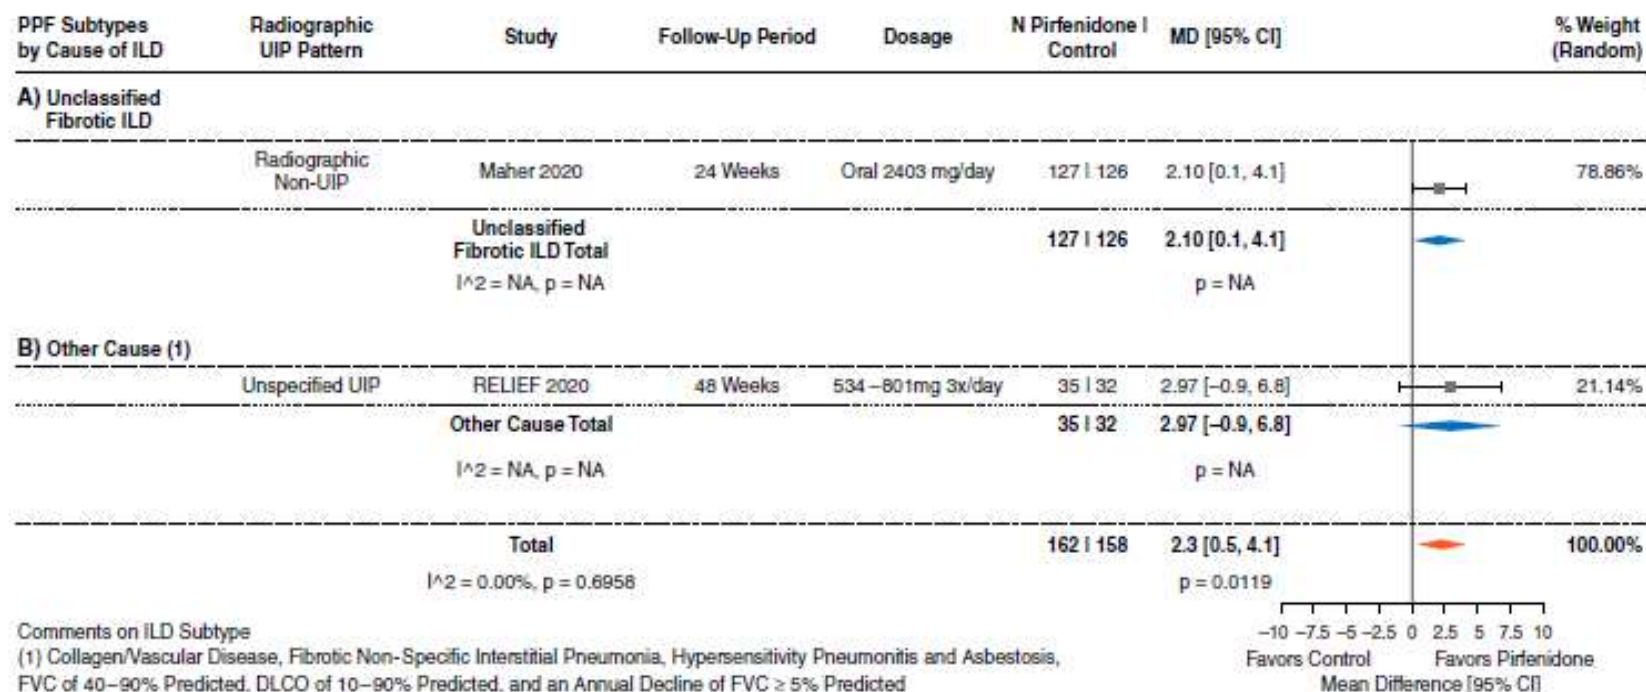 PPF Subtypes by Cause of ILD Radiographic UIP Pattern Study Follow-Up Period Dosage N Pirfenidone | Control MD [95% CI] % Weight (Random)
A) Unclassified
Fibrotic ILD
Radiographic Non-UIP Maher 2020 24 Weeks Oral 2403 mg/day 127 | 126 2.10 [0.1, 4.1] 78.86%
Unclassified Fibrotic ILD Total 127 | 126 2.10 [0.1, 4.1]
I^2 = NA, p = NA p = NA
B) Other Cause (1)
Unspecified UIP RELIEF 2020 48 Weeks 534–801mg 3x/day 35 | 32 2.97 [–0.9, 6.8] 21.14%
Other Cause Total 35 | 32 2.97 [–0.9, 6.8]
I^2 = NA, p = NA p = NA
Total 162 | 158 2.3 [0.5, 4.1] 100.00%
I^2 = 0.00%, p = 0.6958 p = 0.0119
–10 –7.5 –5 –2.5 0 2.5 5 7.5 10
Favors Control Favors Pirfenidone
Mean Difference [95% CI]
Comments on ILD Subtype
(1) Collagen/Vascular Disease, Fibrotic Non-Specific Interstitial Pneumonia, Hypersensitivity Pneumonitis and Asbestosis,
FVC of 40–90% Predicted, DLCO of 10–90% Predicted, and an Annual Decline of FVC ≥ 5% Predicted